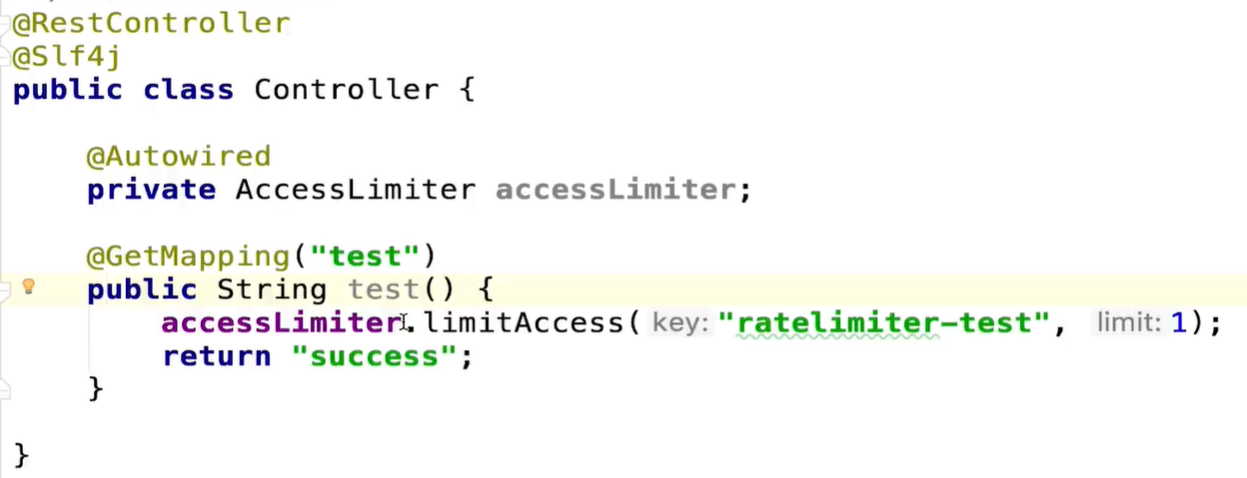 @RestController
@Slf4j
public class Controller {
@Autowired
private AccessLimiter accessLimiter;
@GetMapping("test")
public String test() {
accessLimiter.limitAccess( key: "ratelimiter-test", limit: 1);
return "success";
}
}